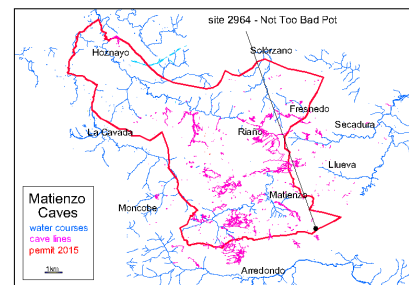 site 2964 - Not Too Bad Pot
Hoznayo
Solórzano
Fresnedo
Secadura
La Cavada
Riaño
Llueva
Matienzo
Moncobe
Arredondo
Matienzo
Caves
water courses
cave lines
permit 2015
1km